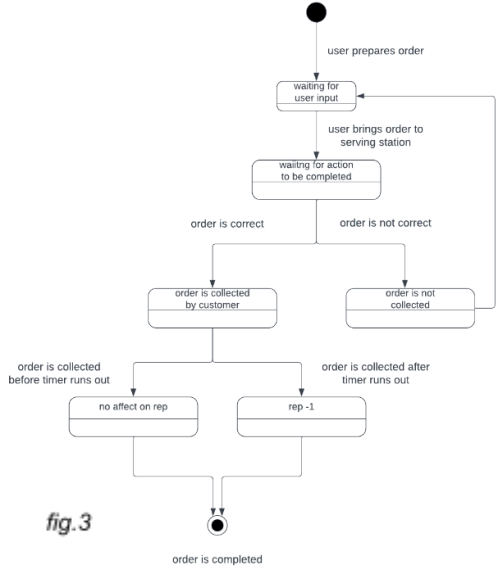 user prepares order
waiting for
user input
user brings order to
serving station
waiitng for action
to be completed
order is correct
order is not correct
order is collected
by customer
order is not
collected
order is collected
before timer runs out
order is collected after
timer runs out
no affect on rep
rep -1
fig.3
order is completed